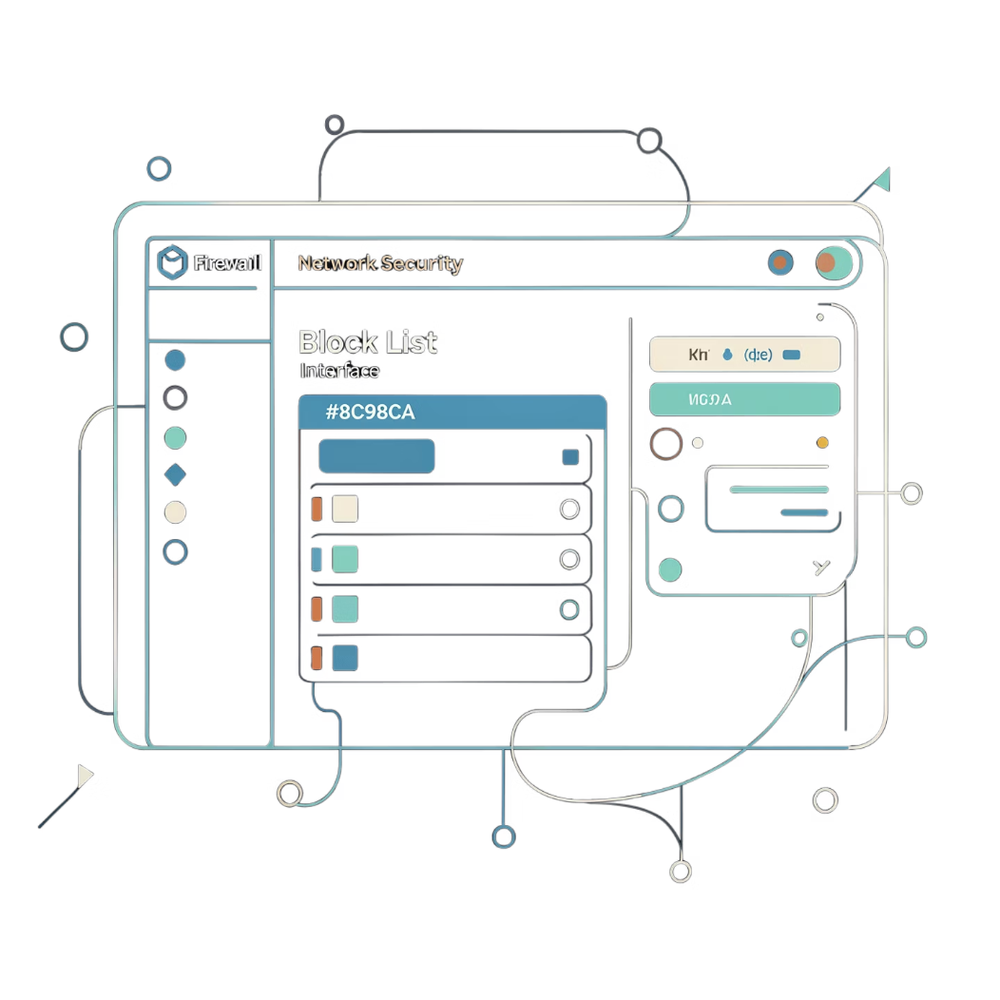 Firewall
Network Security
Block List
Interface
#8C98CA